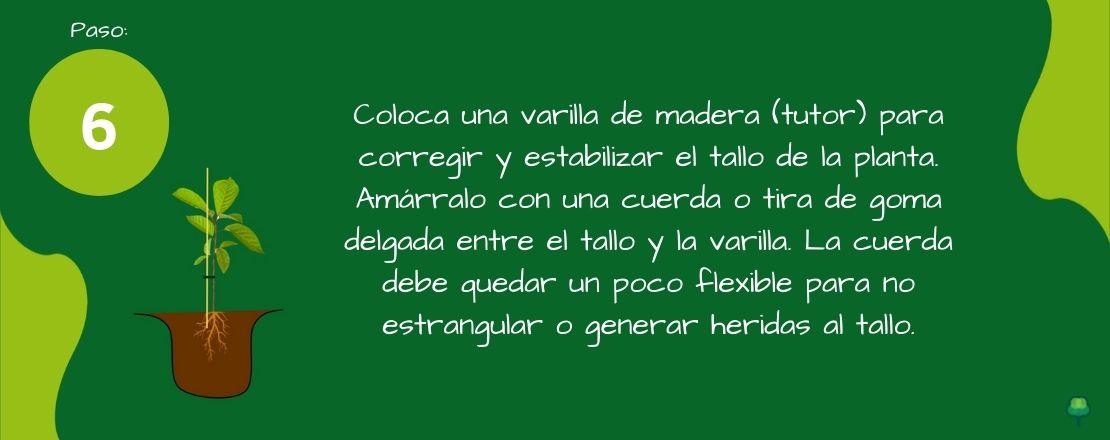 Paso:
6
Coloca una varilla de madera (tutor) para
corregir y estabilizar el tallo de la planta.
Amárralo con una cuerda o tira de goma
delgada entre el tallo y la varilla. La cuerda
debe quedar un poco flexible para no
estrangular o generar heridas al tallo.